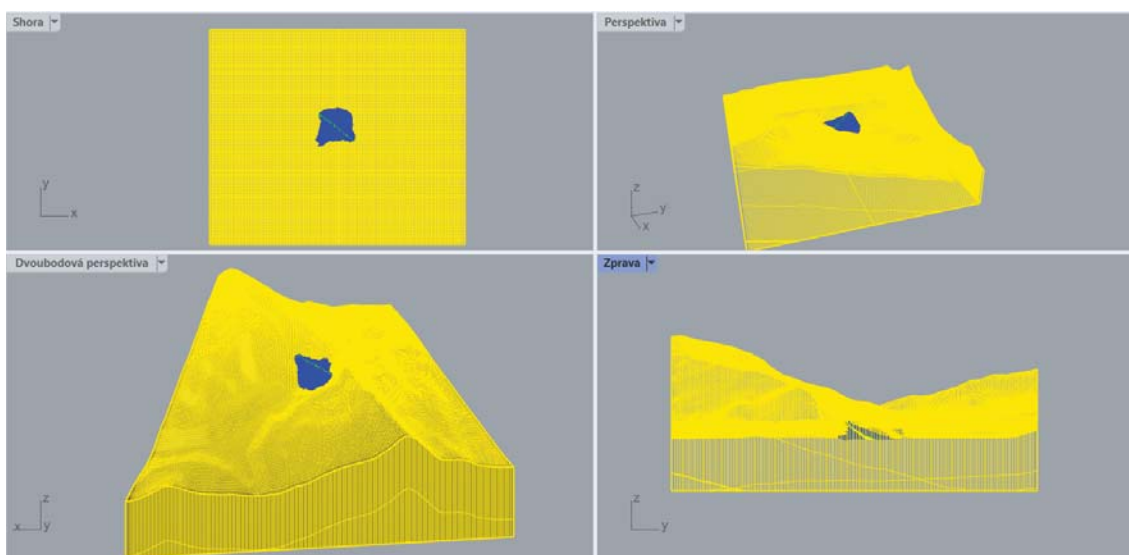 Shora
y
x
Perspektiva
z
y
x
Dvoubodová perspektiva
z
x
y
Zprava
z
y